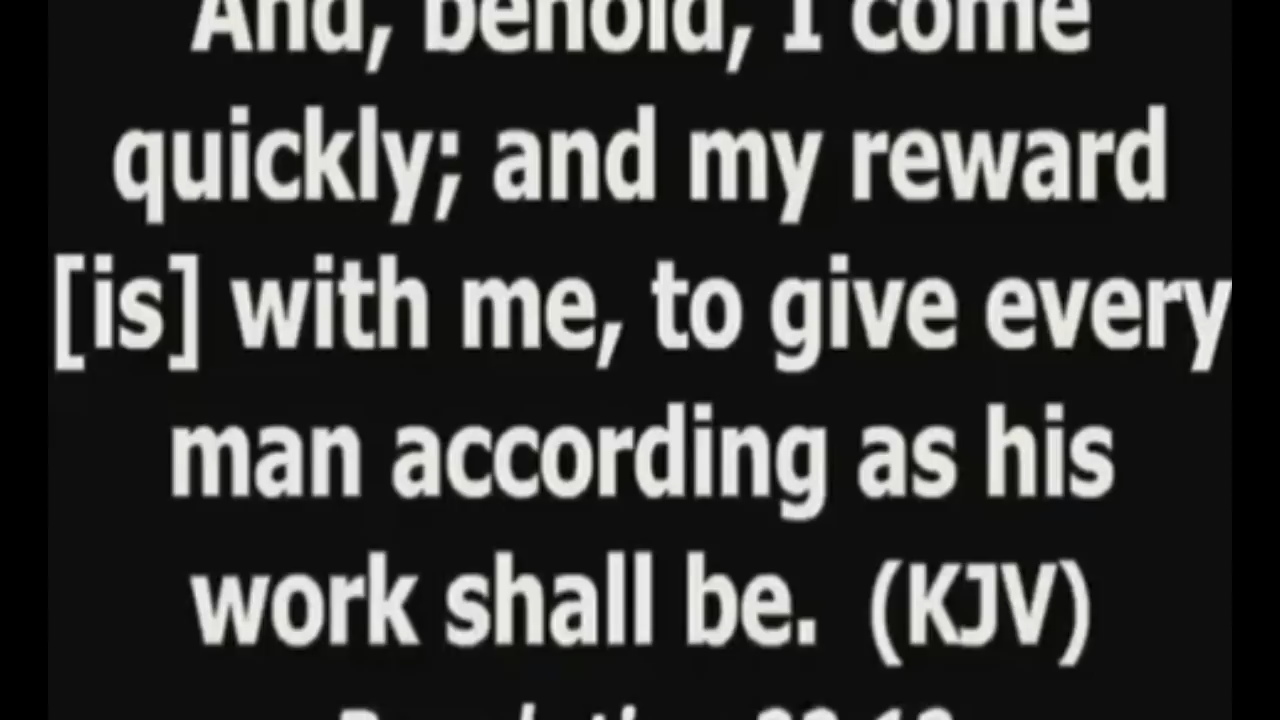 And, behold, I come
quickly; and my reward
[is] with me, to give every
man according as his
work shall be.  (KJV)